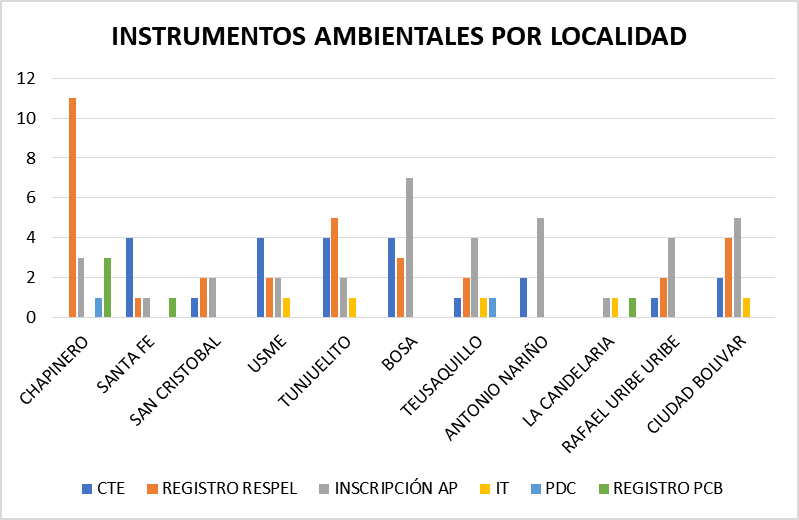 INSTRUMENTOS AMBIENTALES POR LOCALIDAD
12
10
8
6
4
2
0
CHAPINERO
SANTA FE
SAN CRISTOBAL
USME
TUNJUELITO
BOSA
TEUSAQUILLO
ANTONIO NARIÑO
LA CANDELARIA
RAFAEL URIBE URIBE
CIUDAD BOLIVAR
CTE REGISTRO RESPEL INSCRIPCIÓN AP IT PDC REGISTRO PCB